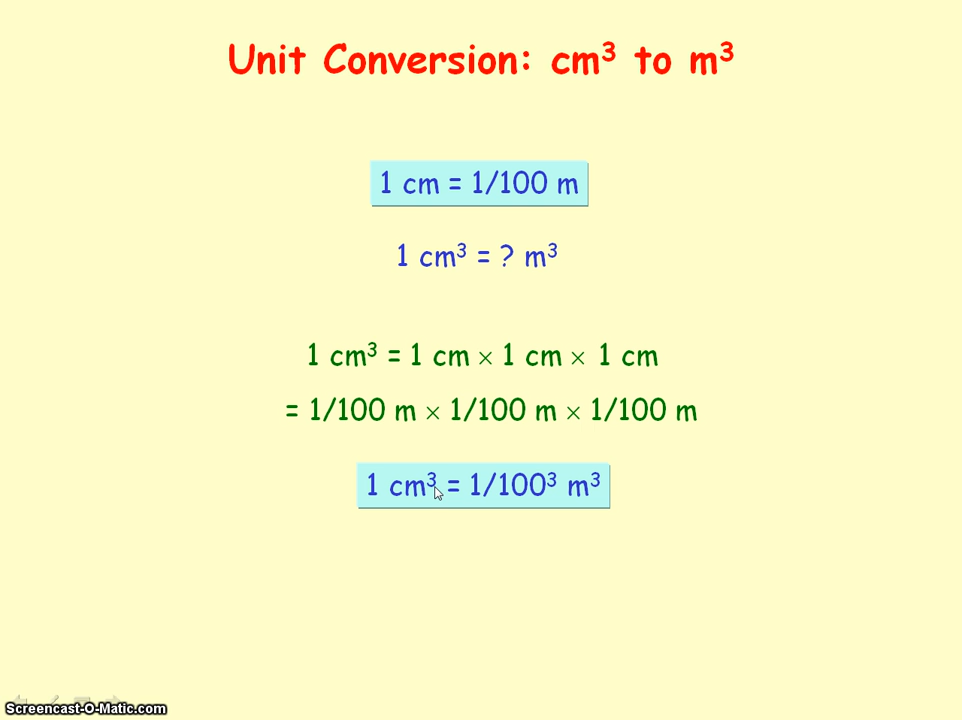 Unit Conversion: cm³ to m³
1 cm = 1/100 m
1 cm³ = ? m³
1 cm³ = 1 cm × 1 cm × 1 cm
= 1/100 m × 1/100 m × 1/100 m
1 cm³ = 1/100³ m³
Screencast-O-Matic.com